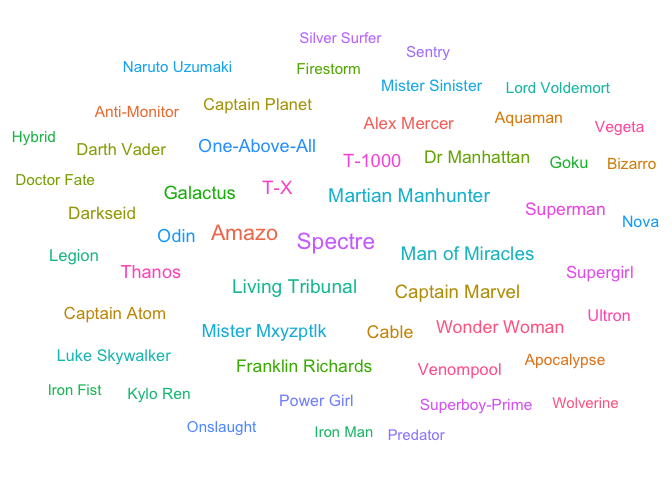 Silver Surfer
Sentry
Naruto Uzumaki
Firestorm
Mister Sinister
Lord Voldemort
Anti-Monitor
Captain Planet
Alex Mercer
Aquaman
Vegeta
Hybrid
Darth Vader
One-Above-All
T-1000
Dr Manhattan
Goku
Bizarro
Doctor Fate
Galactus
T-X
Martian Manhunter
Darkseid
Superman
Nova
Odin
Amazo
Spectre
Legion
Man of Miracles
Thanos
Supergirl
Living Tribunal
Captain Marvel
Captain Atom
Ultron
Mister Mxyzptlk
Cable
Wonder Woman
Luke Skywalker
Franklin Richards
Venompool
Apocalypse
Iron Fist
Kylo Ren
Power Girl
Superboy-Prime
Wolverine
Onslaught
Iron Man
Predator